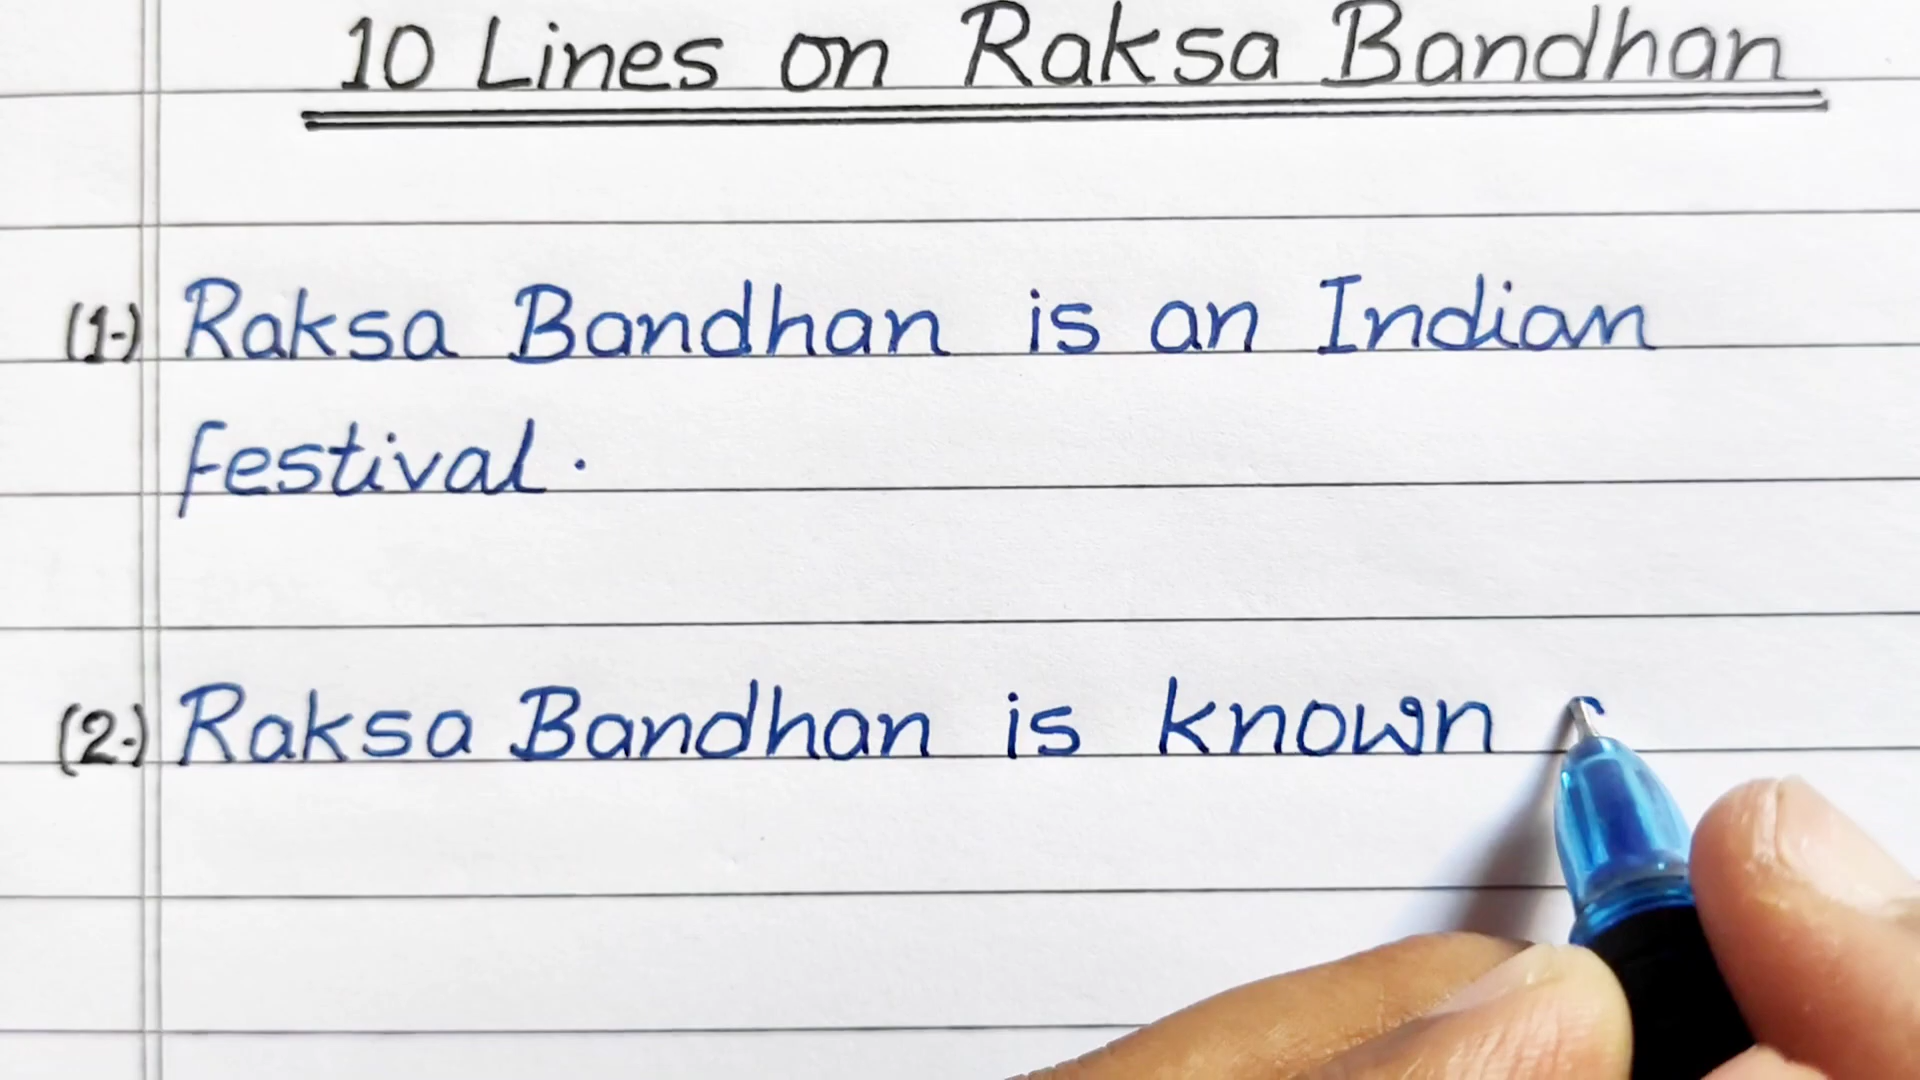 10 Lines on Raksa Bandhan
(1.) Raksa Bandhan is an Indian
festival.
(2.) Raksa Bandhan is known